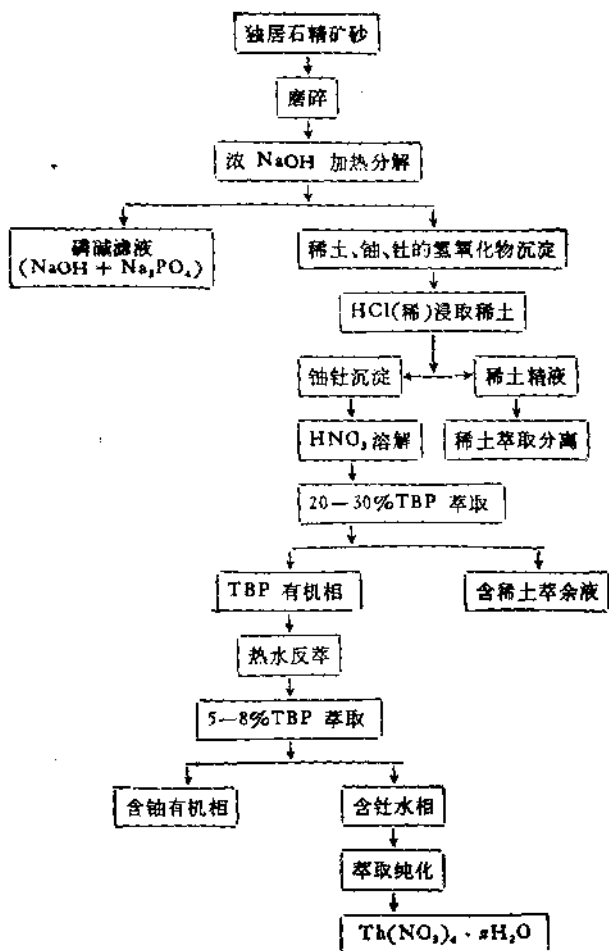 独居石精矿砂
磨碎
浓 NaOH 加热分解
磷碱滤液
(NaOH + Na₃PO₄)
稀土、铀、钍的氢氧化物沉淀
HCl(稀)浸取稀土
铀钍沉淀
稀土精液
HNO₃溶解
稀土萃取分离
20—30%TBP 萃取
TBP 有机相
含稀土萃余液
热水反萃
5—8%TBP 萃取
含铀有机相
含钍水相
萃取纯化
Th(NO₃)₄·xH₂O